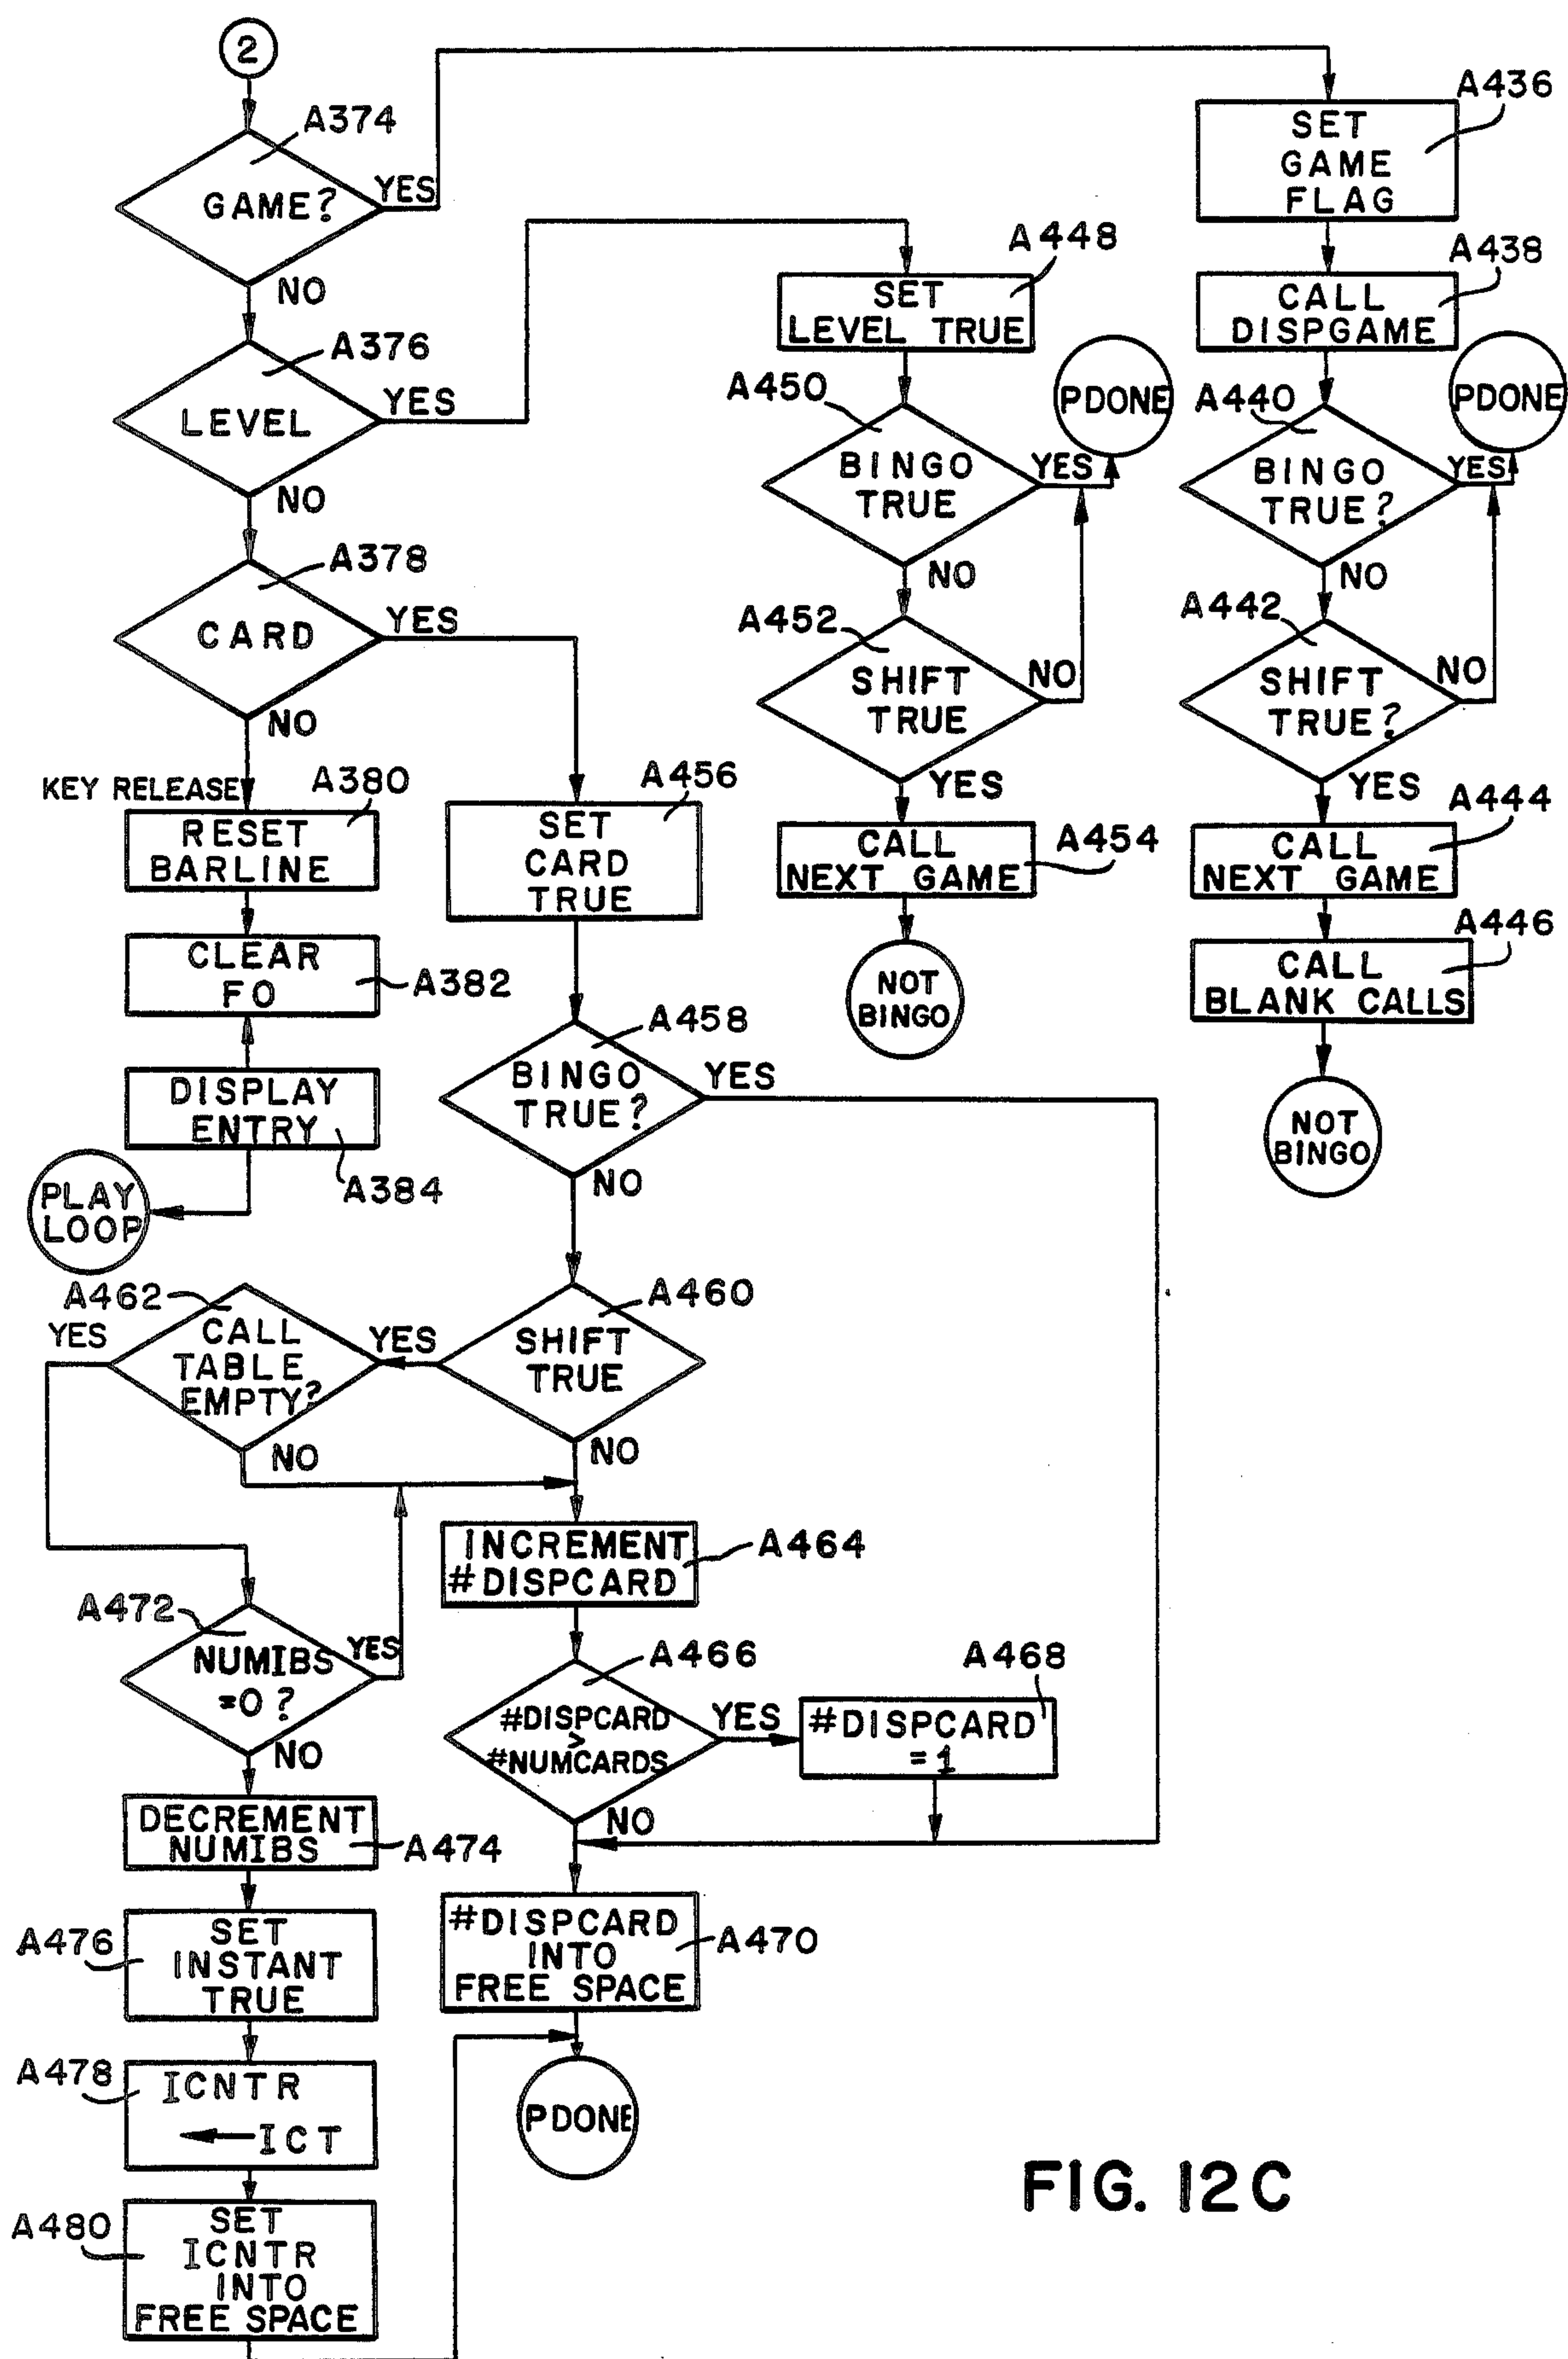 2
A374
GAME?
YES
NO
A436
SET
GAME
FLAG
A438
CALL
DISPGAME
A376
LEVEL
YES
NO
A448
SET
LEVEL TRUE
A450
BINGO
TRUE
YES
PDONE
NO
A440
BINGO
TRUE?
YES
PDONE
NO
A378
CARD
YES
NO
A452
SHIFT
TRUE
NO
YES
A442
SHIFT
TRUE?
NO
YES
KEY RELEASE
A380
RESET
BARLINE
A456
SET
CARD
TRUE
CALL
NEXT GAME
A454
A444
CALL
NEXT GAME
CLEAR
FO
A382
NOT
BINGO
A446
CALL
BLANK CALLS
NOT
BINGO
DISPLAY
ENTRY
A384
PLAY
LOOP
A458
BINGO
TRUE?
YES
NO
A462
YES
CALL
TABLE
EMPTY?
NO
YES
A460
SHIFT
TRUE
NO
INCREMENT
#DISPCARD
A464
A472
NUMIBS
=0?
YES
NO
A466
#DISPCARD
>
#NUMCARDS
YES
NO
A468
#DISPCARD
=1
DECREMENT
NUMIBS
A474
#DISPCARD
INTO
FREE SPACE
A470
A476
SET
INSTANT
TRUE
A478
ICNTR
ICT
PDONE
A480
SET
ICNTR
INTO
FREE SPACE
FIG. 12C